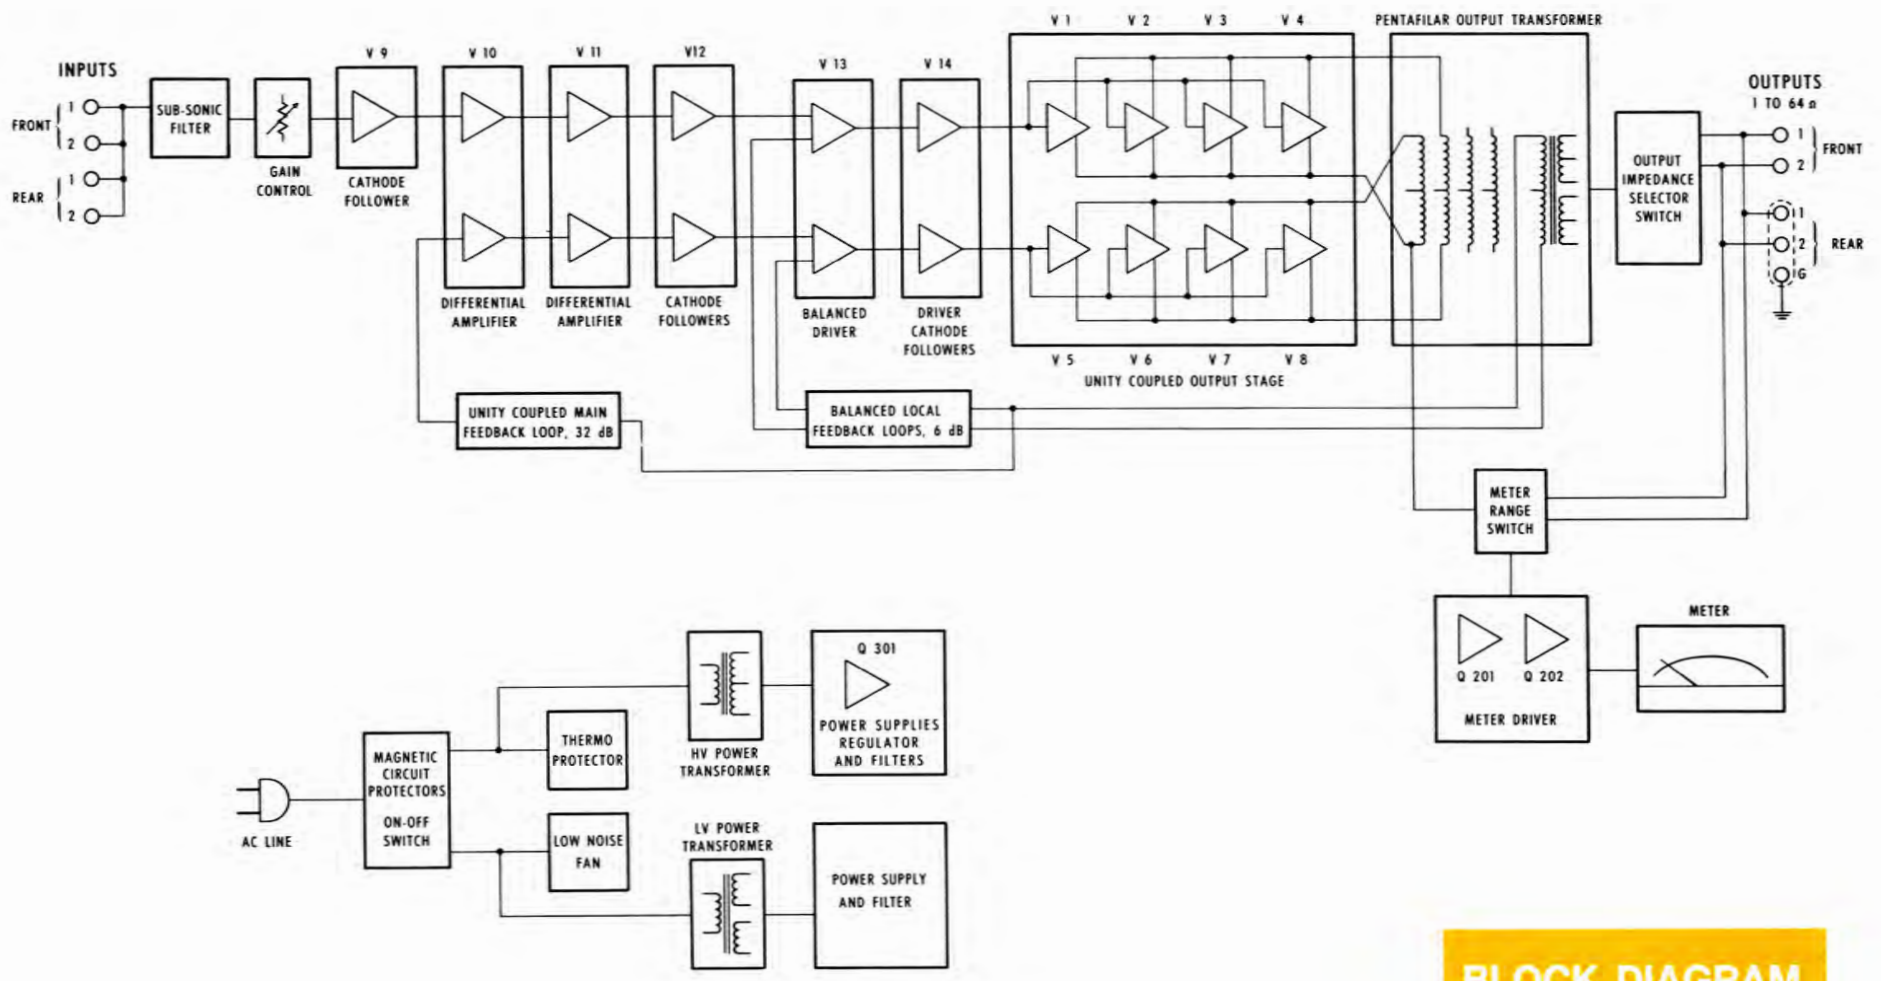 V 1 V 2 V 3 V 4 PENTAFILAR OUTPUT TRANSFORMER
V 9 V 10 V 11 V12 V 13 V 14
INPUTS
FRONT
1
2
REAR
1
2
SUB-SONIC
FILTER
GAIN
CONTROL
CATHODE
FOLLOWER
DIFFERENTIAL
AMPLIFIER
DIFFERENTIAL
AMPLIFIER
CATHODE
FOLLOWERS
BALANCED
DRIVER
DRIVER
CATHODE
FOLLOWERS
V 5 V 6 V 7 V 8
UNITY COUPLED OUTPUT STAGE
OUTPUT
IMPEDANCE
SELECTOR
SWITCH
OUTPUTS
1 TO 64 Ω
1
2
FRONT
1
2
REAR
G
UNITY COUPLED MAIN
FEEDBACK LOOP, 32 dB
BALANCED LOCAL
FEEDBACK LOOPS, 6 dB
METER
RANGE
SWITCH
Q 201 Q 202
METER DRIVER
METER
AC LINE
MAGNETIC
CIRCUIT
PROTECTORS
ON-OFF
SWITCH
THERMO
PROTECTOR
LOW NOISE
FAN
HV POWER
TRANSFORMER
Q 301
POWER SUPPLIES
REGULATOR
AND FILTERS
LV POWER
TRANSFORMER
POWER SUPPLY
AND FILTER
BLOCK DIAGRAM